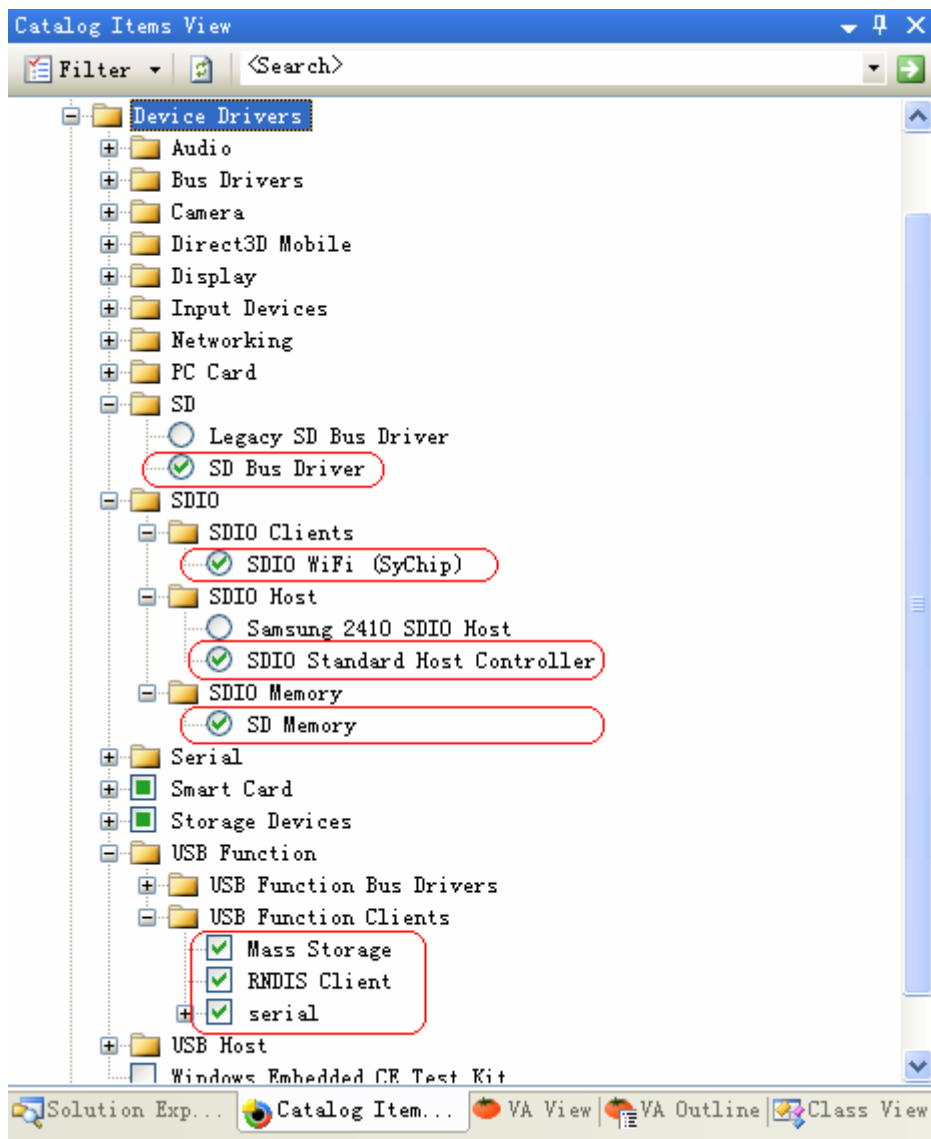 Catalog Items View
Filter
<Search>
Device Drivers
Audio
Bus Drivers
Camera
Direct3D Mobile
Display
Input Devices
Networking
PC Card
SD
Legacy SD Bus Driver
SD Bus Driver
SDIO
SDIO Clients
SDIO WiFi (SyChip)
SDIO Host
Samsung 2410 SDIO Host
SDIO Standard Host Controller
SDIO Memory
SD Memory
Serial
Smart Card
Storage Devices
USB Function
USB Function Bus Drivers
USB Function Clients
Mass Storage
RNDIS Client
serial
USB Host
Windows Embedded CE Test Kit
Solution Exp... Catalog Item... VA View VA Outline Class View